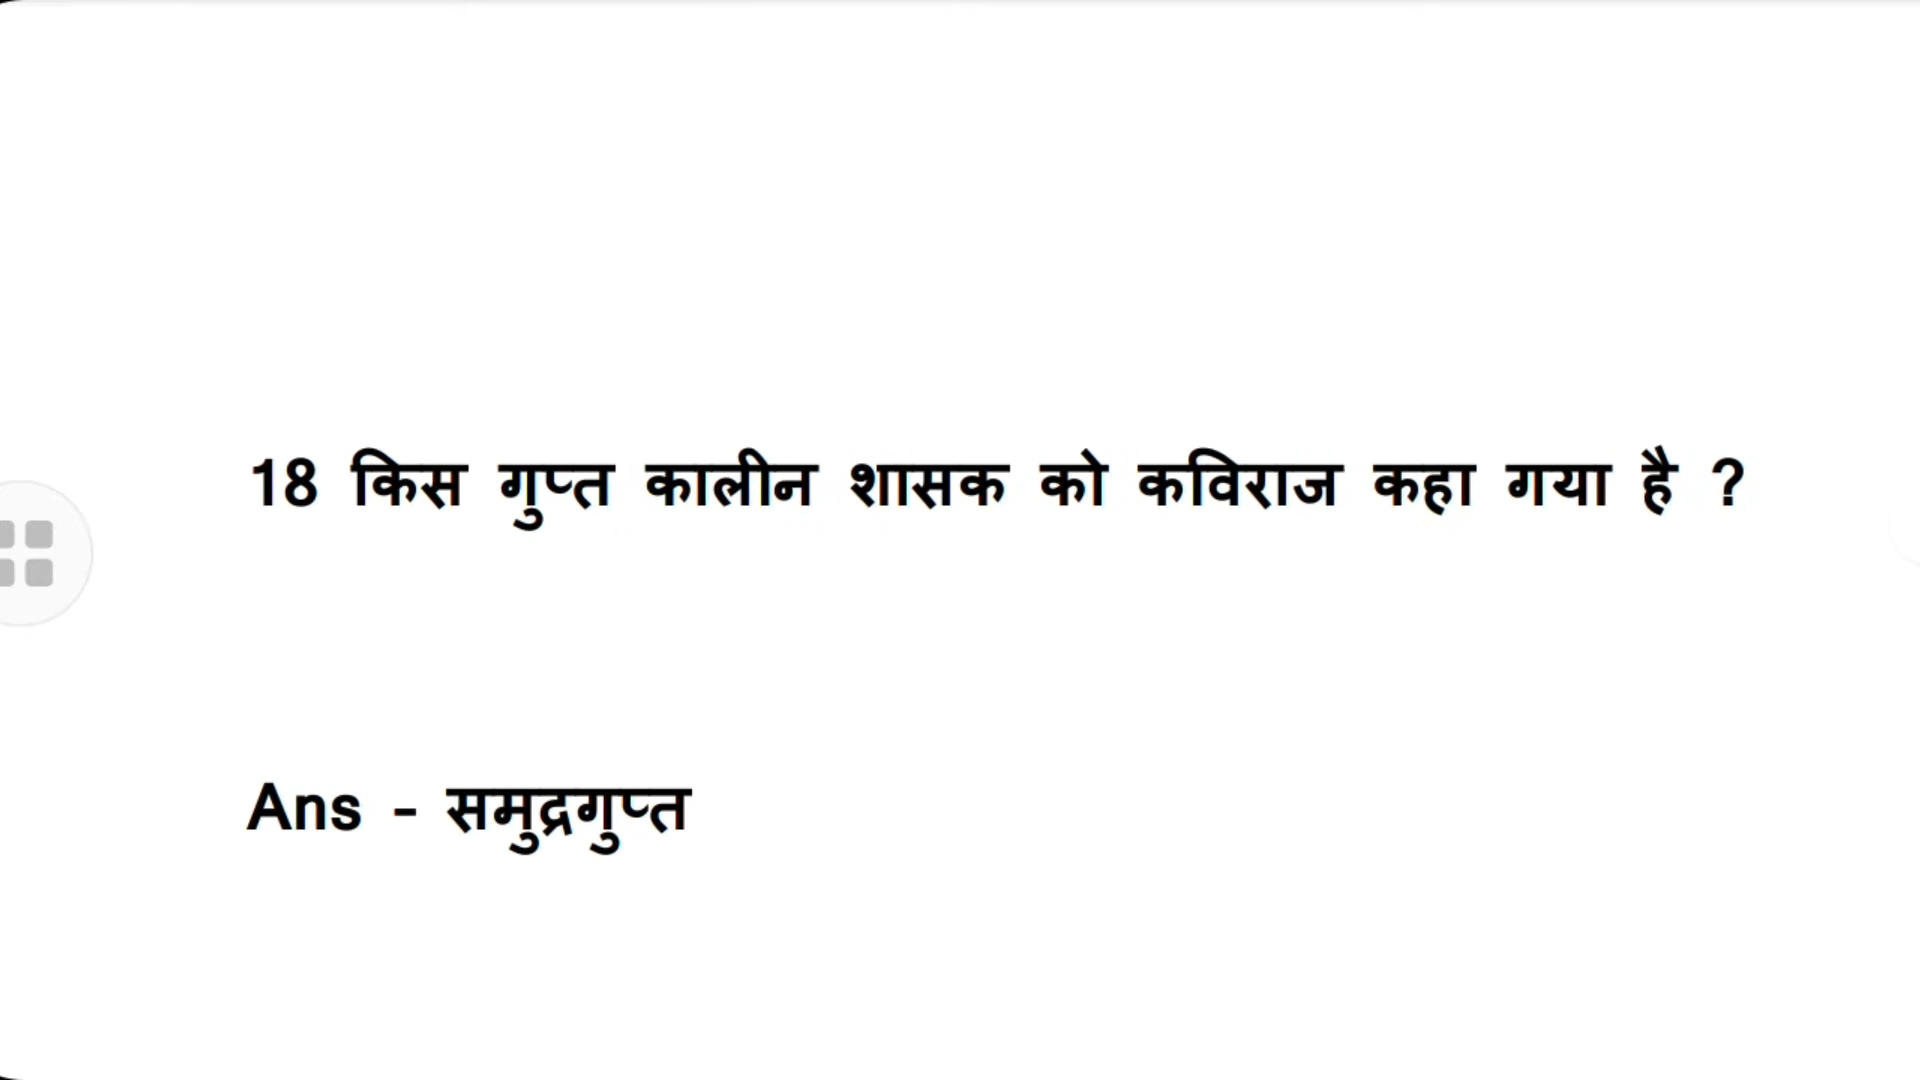 18 किस गुप्त कालीन शासक को कविराज कहा गया है ?
Ans - समुद्रगुप्त